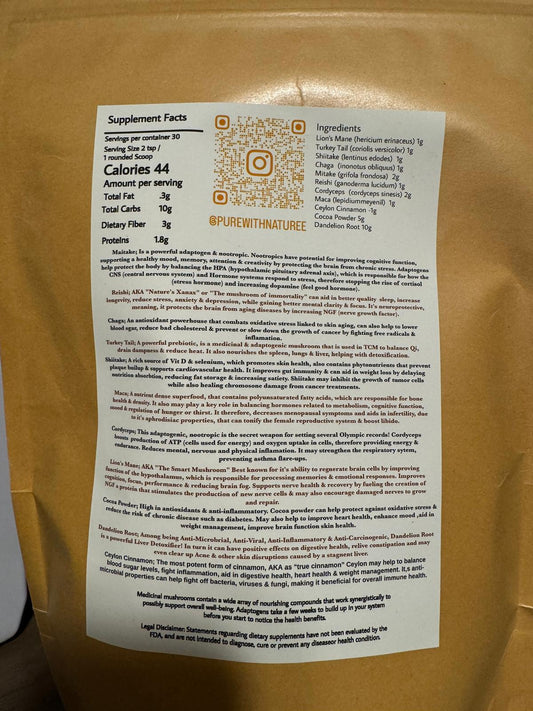 Supplement Facts
Servings per container 30
Serving Size 2 tsp /
1 rounded Scoop
Calories 44
Amount per serving
Total Fat .3g
Total Carbs 10g
Dietary Fiber 3g
Proteins 1.8g
@PUREWITHNATUREE
Ingredients
Lion's Mane (hericium erinaceus) 1g
Turkey Tail (coriolis versicolor) 1g
Shiitake (lentinus edodes) 1g
Chaga (inonotus obliquus) 1g
Mitake (grifola frondosa) 2g
Reishi (ganoderma lucidum) 1g
Cordyceps (cordyceps sinesis) 2g
Maca (lepidiummeyenil) 1g
Ceylon Cinnamon -1g
Cocoa Powder 5g
Dandelion Root 10g
Maitake; Is a powerful adaptogen & nootropic. Nootropics have potential for improving cognitive function,
supporting a healthy mood, memory, attention & creativity by protecting the brain from chronic stress. Adaptogens
help protect the body by balancing the HPA (hypothalamic pituitary adrenal axis), which is responsible for how the
CNS (central nervous system) and Hormone systems respond to stress, therefore stopping the rise of cortisol
(stress hormone) and increasing dopamine (feel good hormone).
Reishi; AKA "Nature's Xanax" or "The mushroom of immortality" can aid in better quality sleep, increase
longevity, reduce stress, anxiety & depression, while gaining better mental clarity & focus. It's neuroprotective,
meaning, it protects the brain from aging diseases by increasing NGF (nerve growth factor).
Chaga; An antioxidant powerhouse that combats oxidative stress linked to skin aging, can also help to lower
blood sugar, reduce bad cholesterol & prevent or slow down the growth of cancer by fighting free radicals &
inflamation.
Turkey Tail; A powerful prebiotic, is a medicinal & adaptogenic mushroom that is used in TCM to balance Qi,
drain dampness & reduce heat. It also nourishes the spleen, lungs & liver, helping with detoxification.
Shiitake; A rich source of Vit D & selenium, which promotes skin health, also contains phytonutrients that prevent
plaque buildup & supports cardiovascular health. It improves gut immunity & can aid in weight loss by delaying
nutrition absorption, reducing fat storage & increasing satiety. Shiitake may inhibit the growth of tumor cells
while also healing chromosome damage from cancer treatments.
Maca; A nutrient dense superfood, that contains polyunsaturated fatty acids, which are responsible for bone
health & density. It also may play a key role in balancing hormones related to metabolism, cognitive function,
mood & regulation of hunger or thirst. It therefore, decreases menopausal symptoms and aids in infertility, due
to it's aphrodisiac properties, that can tonify the female reproductive system & boost libido.
Cordyceps; This adaptogenic, nootropic is the secret weapon for setting several Olympic records! Cordyceps
boosts production of ATP (cells used for energy) and oxygen uptake in cells, therefore providing energy &
endurance. Reduces mental, nervous and physical inflamation. It may strengthen the respiratory sytem,
preventing asthma flare-ups.
Lion's Mane; AKA "The Smart Mushroom" Best known for it's ability to regnerate brain cells by improving
function of the hypothalamus, which is responsible for processing memories & emotional responses. Improves
cognition, focus, performance & reducing brain fog. Supports nerve health & recovery by fueling the creation of
NGF a protein that stimulates the production of new nerve cells & may also encourage damaged nerves to grow
and repair.
Cocoa Powder; High in antioxidants & anti-inflammatory. Cocoa powder can help protect against oxidative stress &
reduce the risk of chronic disease such as diabetes. May also help to improve heart health, enhance mood ,aid in
weight management, improve brain function skin health.
Dandelion Root; Among being Anti-Microbrial, Anti-Viral, Anti-Inflammatory & Anti-Carcinogenic, Dandelion Root
is a powerful Liver Detoxifier! In turn it can have positive effects on digestive health, relive constipation and may
even clear up Acne & other skin disruptions caused by a stagnent liver.
Ceylon Cinnamon; The most potent form of cinnamon, AKA as "true cinnamon" Ceylon may help to balance
blood sugar levels, fight inflammation, aid in digestive health, heart health & weight management. It,s anti-
microbial properties can help fight off bacteria, viruses & fungi, making it beneficial for overall immune health.
Medicinal mushrooms contain a wide array of nourishing compounds that work synergistically to
possibly support overall well-being. Adaptogens take a few weeks to build up in your system
before you start to notice the health benefits.
Legal Disclaimer: Statements regarding dietary supplements have not been evaluated by the
FDA, and are not intended to diagnose, cure or prevent any diseaseor health condition.